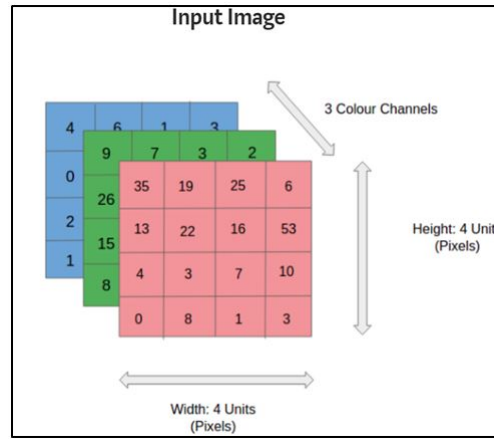 Input Image
3 Colour Channels
4 6 1 3
9 7 3 2
0
26
35 19 25 6
2
15
13 22 16 53
1
8
4 3 7 10
0 8 1 3
Height: 4 Unit
(Pixels)
Width: 4 Units
(Pixels)